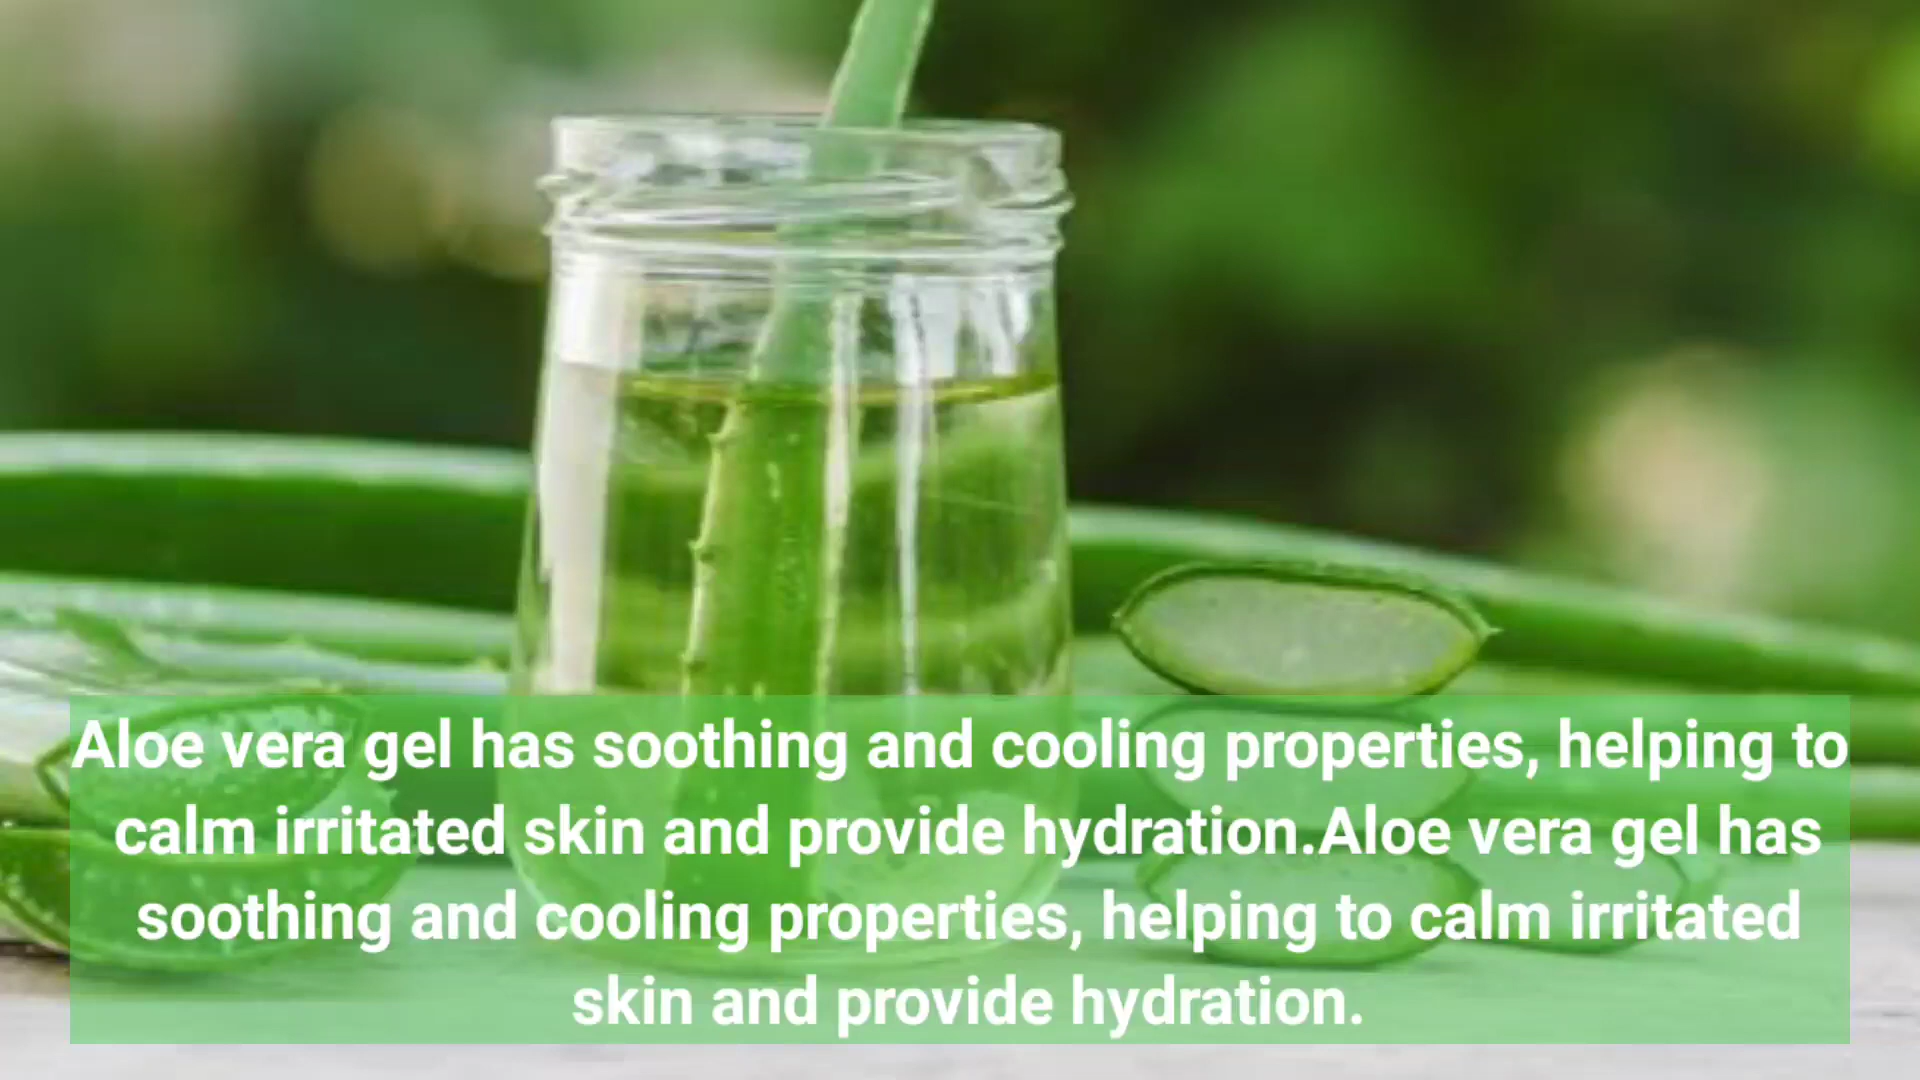 Aloe vera gel has soothing and cooling properties, helping to
calm irritated skin and provide hydration.Aloe vera gel has
soothing and cooling properties, helping to calm irritated
skin and provide hydration.